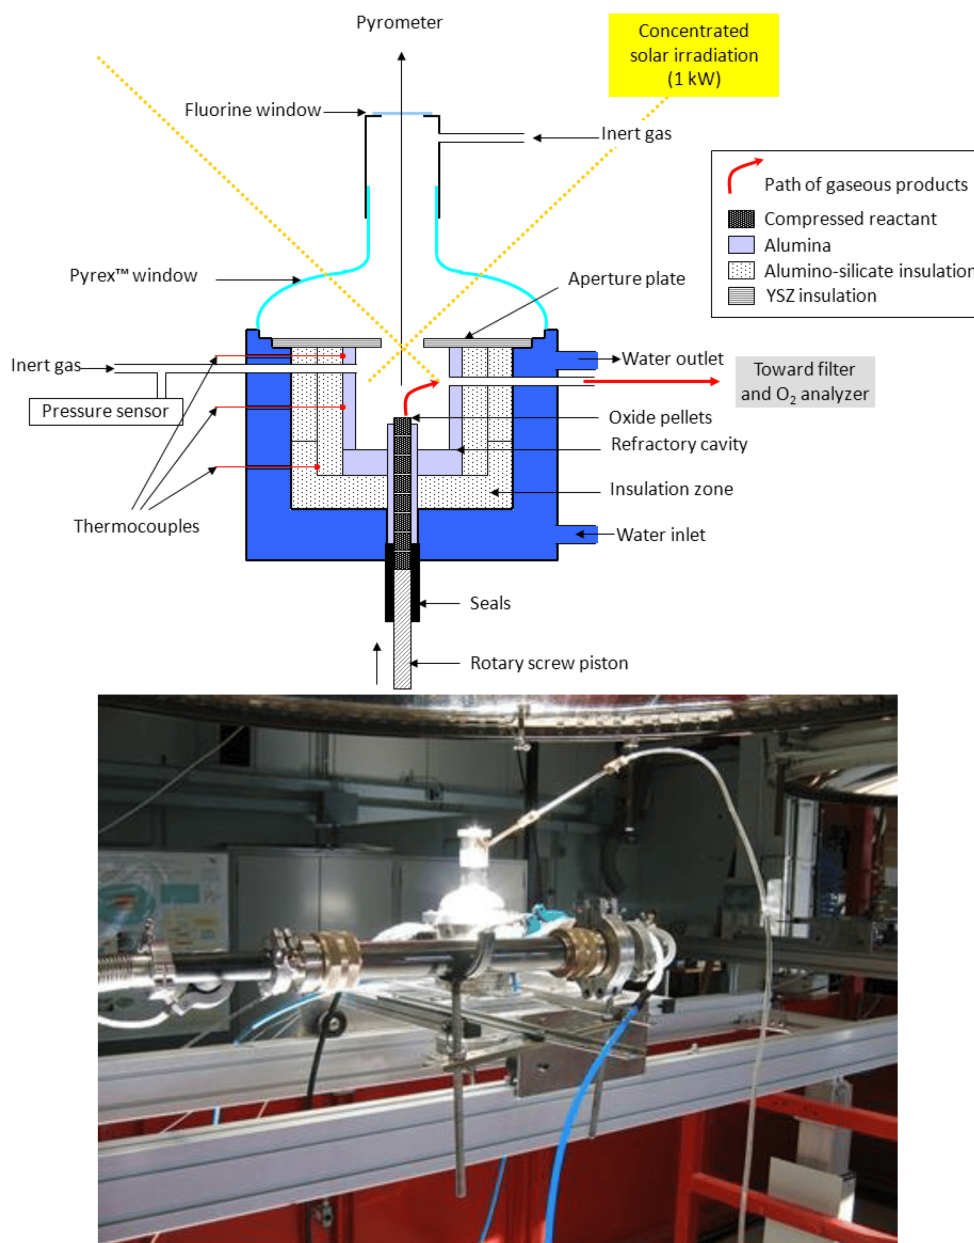 Pyrometer
Concentrated
solar irradiation
(1 kW)
Fluorine window
Inert gas
Path of gaseous products
Compressed reactant
Alumina
Alumino-silicate insulation
YSZ insulation
Pyrex™ window
Aperture plate
Inert gas
Water outlet
Toward filter
and O₂ analyzer
Pressure sensor
Oxide pellets
Refractory cavity
Insulation zone
Thermocouples
Water inlet
Seals
Rotary screw piston